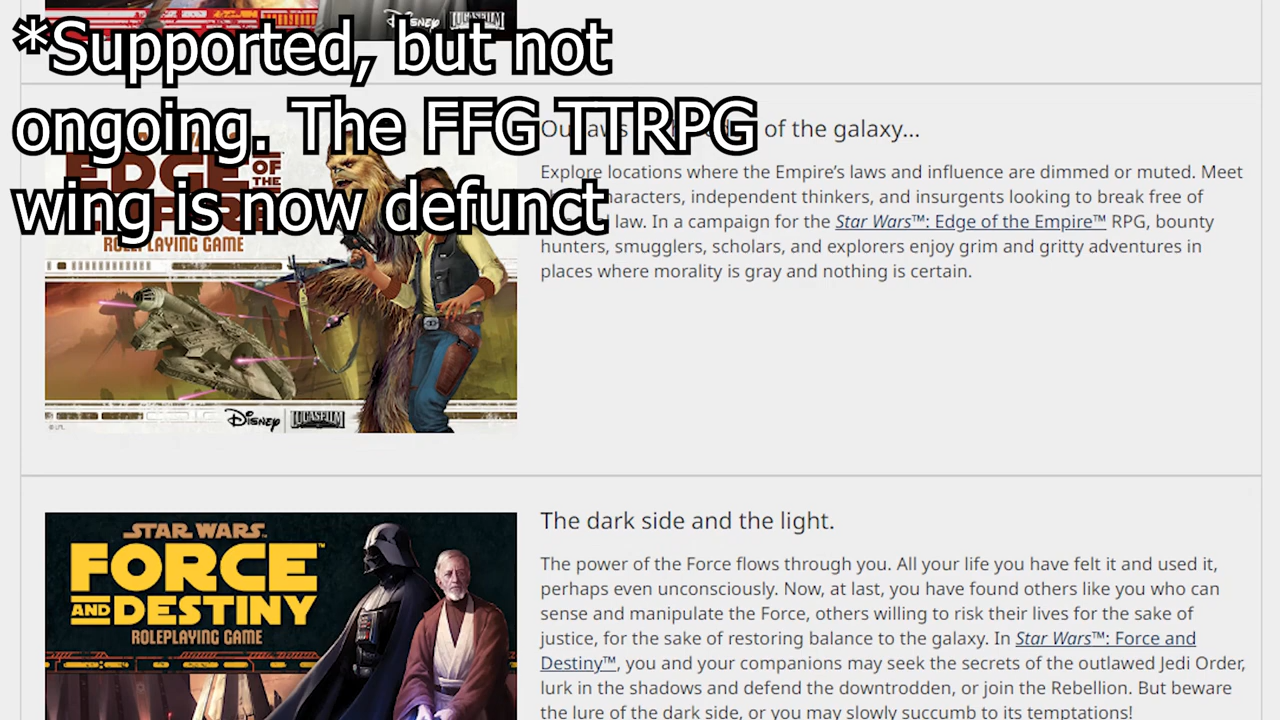 DISNEY LUCASFILM
*Supported, but not
ongoing. The FFG TTRPG
wing is now defunct
EDGE OF THE
ROLEPLAYING GAME
DISNEY LUCASFILM
of the galaxy...
Explore locations where the Empire's laws and influence are dimmed or muted. Meet
characters, independent thinkers, and insurgents looking to break free of
law. In a campaign for the Star Wars™: Edge of the Empire™ RPG, bounty
hunters, smugglers, scholars, and explorers enjoy grim and gritty adventures in
places where morality is gray and nothing is certain.
STAR WARS
FORCE™
AND DESTINY
ROLEPLAYING GAME
The dark side and the light.
The power of the Force flows through you. All your life you have felt it and used it,
perhaps even unconsciously. Now, at last, you have found others like you who can
sense and manipulate the Force, others willing to risk their lives for the sake of
justice, for the sake of restoring balance to the galaxy. In Star Wars™: Force and
Destiny™, you and your companions may seek the secrets of the outlawed Jedi Order,
lurk in the shadows and defend the downtrodden, or join the Rebellion. But beware
the lure of the dark side, or you may slowly succumb to its temptations!